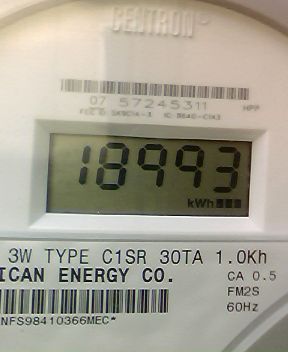 CENTRON
07 57245311
HPP
18993
kWh
3W TYPE C1SR 30TA 1.0Kh
ICAN ENERGY CO.
CA 0.5
FM2S
60Hz
NFS98410366MEC*